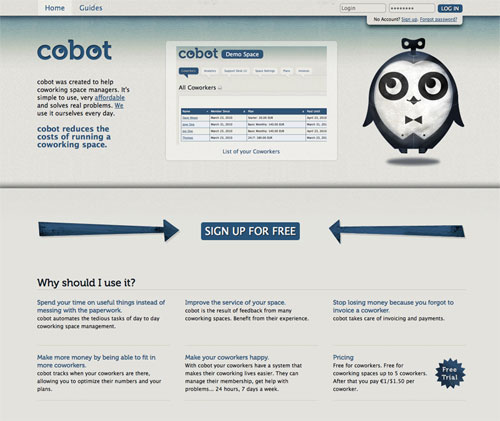 Home Guides Login ******** LOG IN
No Account? Sign up. Forgot password?
cobot
cobot was created to help
coworking space managers. It's
simple to use, very affordable
and solves real problems. We
use it ourselves every day.
cobot reduces the
costs of running a
coworking space.
cobot Demo Space
Coworkers
All Coworkers
Name Member Since Plan Paid Until
List of your Coworkers
SIGN UP FOR FREE
Why should I use it?
Spend your time on useful things instead of
messing with the paperwork.
cobot automates the tedious tasks of day to day
coworking space management.
Improve the service of your space.
cobot is the result of feedback from many
coworking spaces. Benefit from their experience.
Stop losing money because you forgot to
invoice a coworker.
cobot takes care of invoicing and payments.
Make more money by being able to fit in
more coworkers.
cobot tracks when your coworkers are there,
allowing you to optimize their numbers and your
plans.
Make your coworkers happy.
With cobot your coworkers have a system that
makes their coworking lives easier. They can
manage their membership, get help with
problems... 24 hours, 7 days a week.
Pricing
Free for coworkers. Free for
coworking spaces up to 5 coworkers.
After that you pay €1/$1.50 per
coworker.
Free
Trial